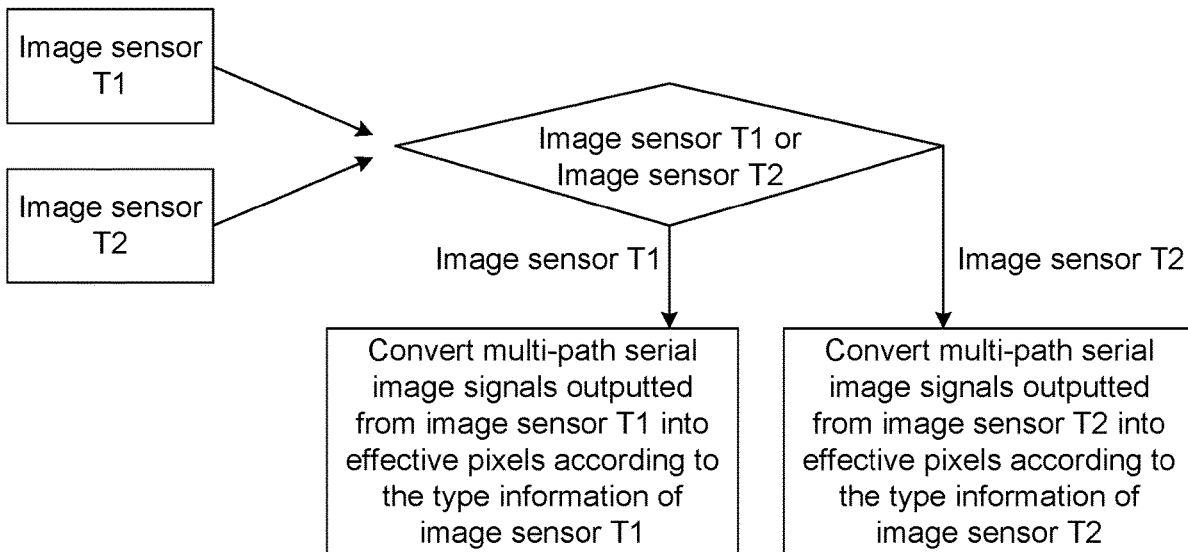 Image sensor
T1
Image sensor
T2
Image sensor T1 or
Image sensor T2
Image sensor T1
Image sensor T2
Convert multi-path serial
image signals outputted
from image sensor T1 into
effective pixels according to
the type information of
image sensor T1
Convert multi-path serial
image signals outputted
from image sensor T2 into
effective pixels according to
the type information of
image sensor T2